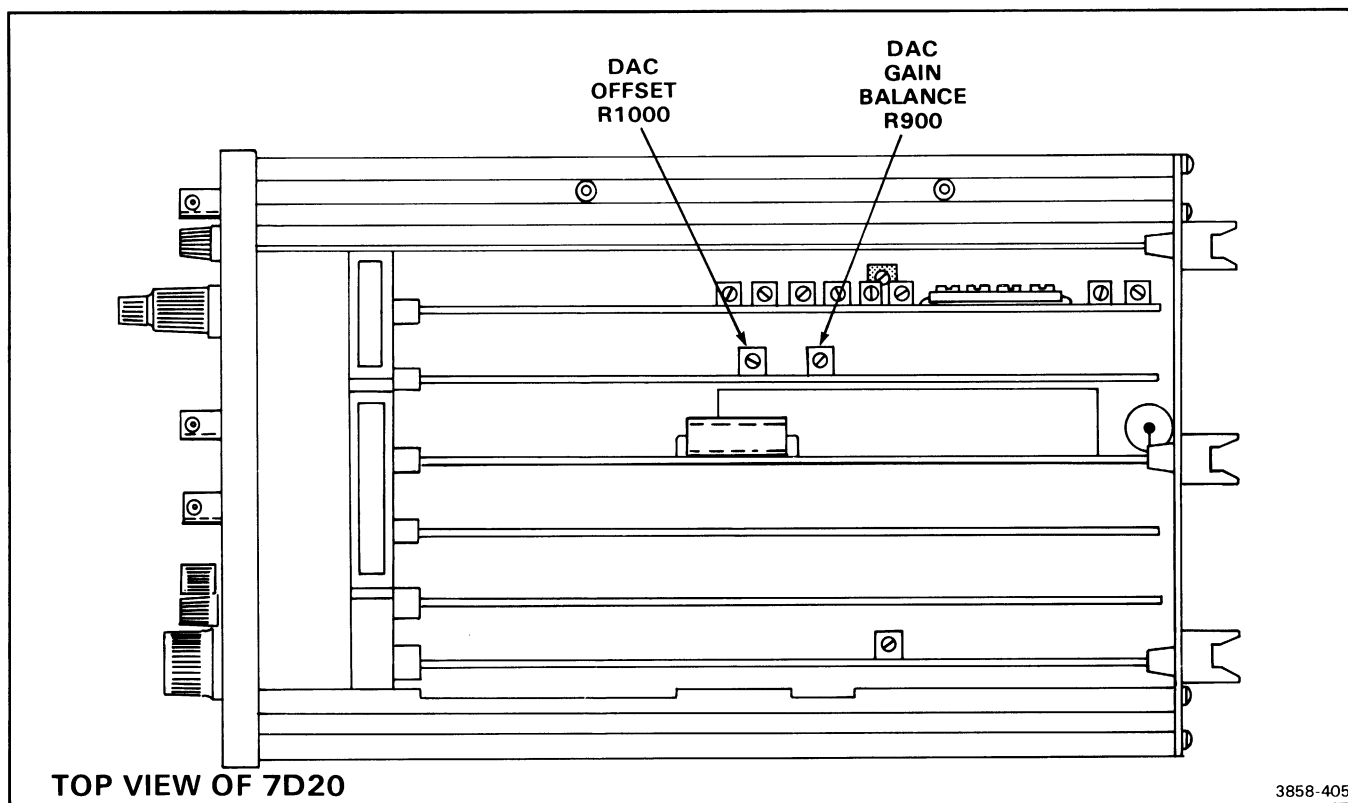 DAC
OFFSET
R1000
DAC
GAIN
BALANCE
R900
TOP VIEW OF 7D20
3858-405